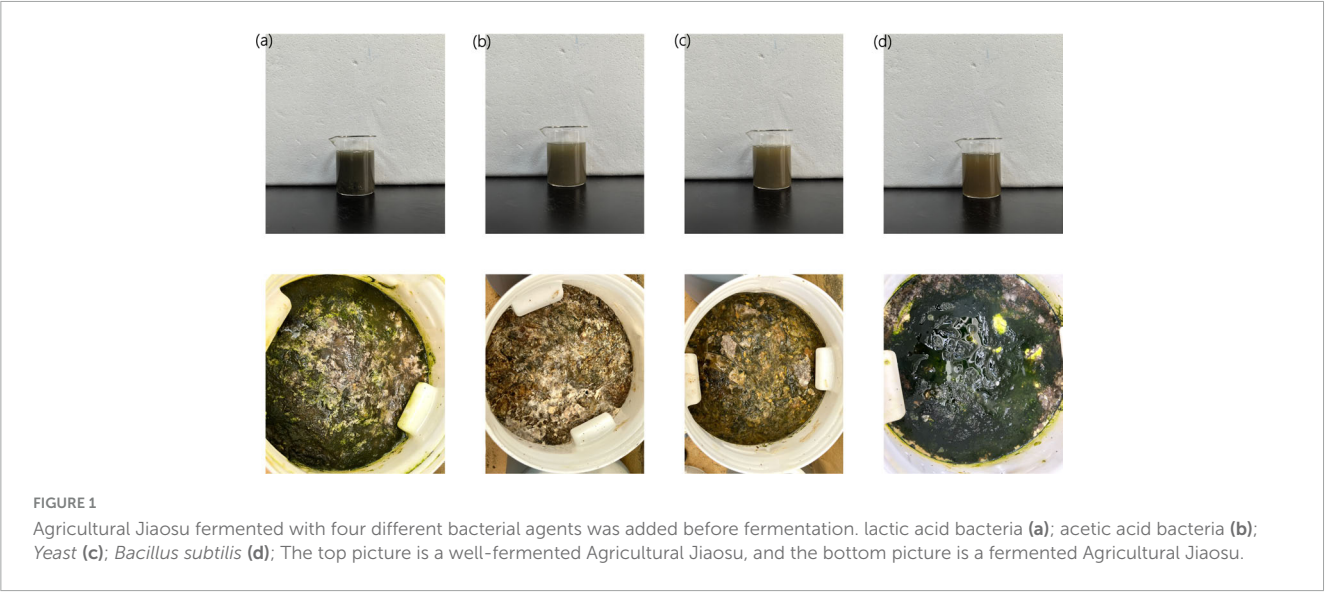 (a)
(b)
(c)
(d)
FIGURE 1
Agricultural Jiaosu fermented with four different bacterial agents was added before fermentation. lactic acid bacteria (a); acetic acid bacteria (b);
Yeast (c); Bacillus subtilis (d); The top picture is a well-fermented Agricultural Jiaosu, and the bottom picture is a fermented Agricultural Jiaosu.